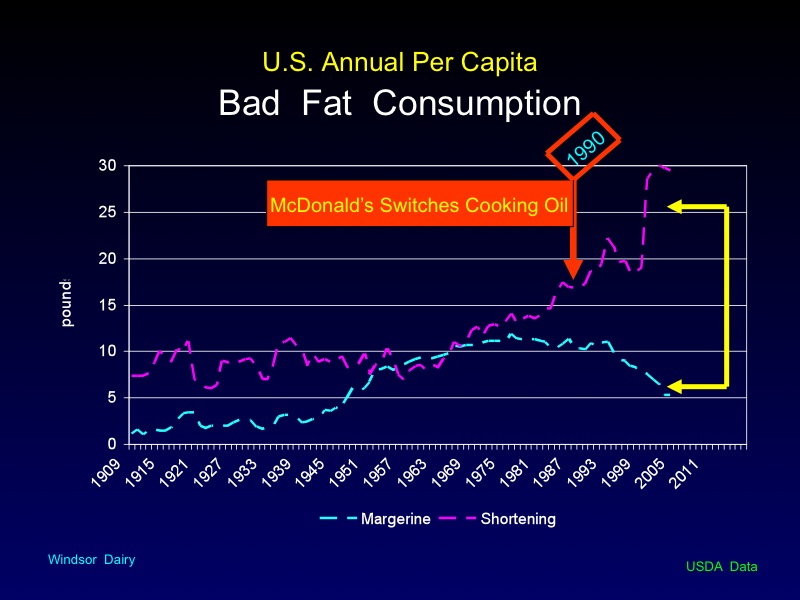 U.S. Annual Per Capita
Bad Fat Consumption
1990
McDonald's Switches Cooking Oil
30
25
20
15
10
5
0
pounds
1909 1915 1921 1927 1933 1939 1945 1951 1957 1963 1969 1975 1981 1987 1993 1999 2005 2011
Margerine Shortening
Windsor Dairy
USDA Data